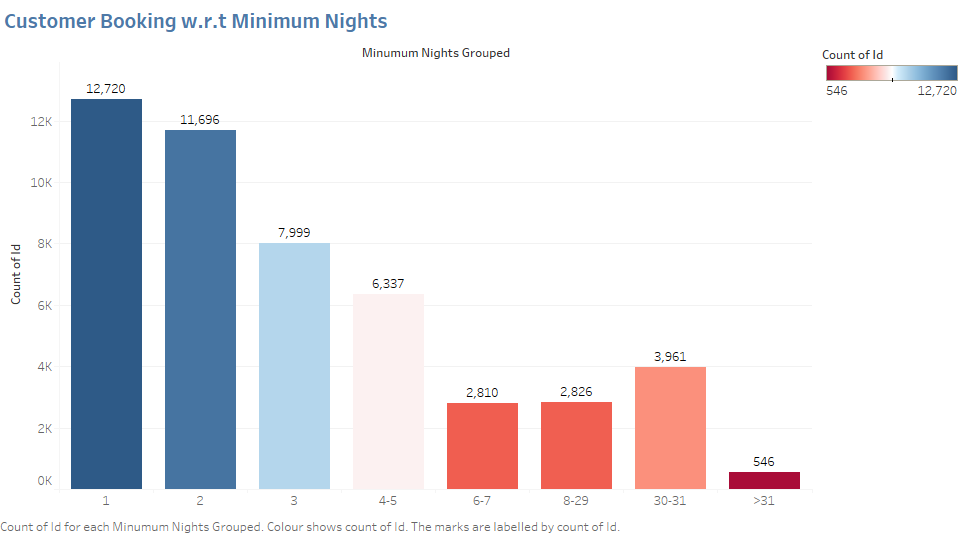 Customer Booking w.r.t Minimum Nights
Minumum Nights Grouped
Count of Id
546 12,720
12,720
11,696
7,999
6,337
2,810
2,826
3,961
546
12K
10K
8K
6K
4K
2K
0K
Count of Id
1 2 3 4-5 6-7 8-29 30-31 >31
Count of Id for each Minumum Nights Grouped. Colour shows count of Id. The marks are labelled by count of Id.